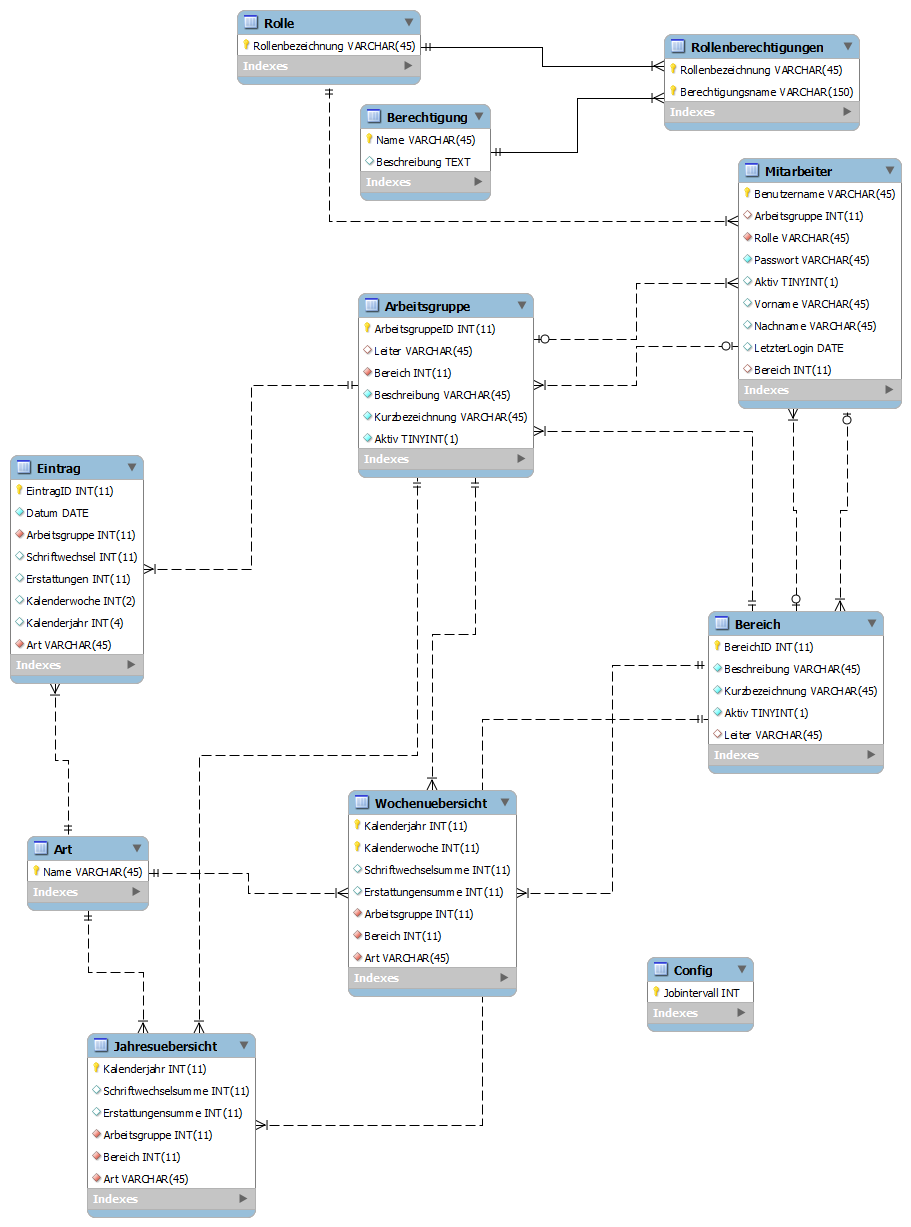 Rolle
Rollenbezeichnung VARCHAR(45)
Indexes
Rollenberechtigungen
Rollenbezeichnung VARCHAR(45)
Berechtigungsname VARCHAR(150)
Indexes
Berechtigung
Name VARCHAR(45)
Beschreibung TEXT
Indexes
Mitarbeiter
Benutzername VARCHAR(45)
Arbeitsgruppe INT(11)
Rolle VARCHAR(45)
Passwort VARCHAR(45)
Aktiv TINYINT(1)
Vorname VARCHAR(45)
Nachname VARCHAR(45)
LetzterLogin DATE
Bereich INT(11)
Indexes
Arbeitsgruppe
ArbeitsgruppeID INT(11)
Leiter VARCHAR(45)
Bereich INT(11)
Beschreibung VARCHAR(45)
Kurzbezeichnung VARCHAR(45)
Aktiv TINYINT(1)
Indexes
Eintrag
EintragID INT(11)
Datum DATE
Arbeitsgruppe INT(11)
Schriftwechsel INT(11)
Erstattungen INT(11)
Kalenderwoche INT(2)
Kalenderjahr INT(4)
Art VARCHAR(45)
Indexes
Bereich
BereichID INT(11)
Beschreibung VARCHAR(45)
Kurzbezeichnung VARCHAR(45)
Aktiv TINYINT(1)
Leiter VARCHAR(45)
Indexes
Wochenuebersicht
Kalenderjahr INT(11)
Kalenderwoche INT(11)
Schriftwechselsumme INT(11)
Erstattungensumme INT(11)
Arbeitsgruppe INT(11)
Bereich INT(11)
Art VARCHAR(45)
Indexes
Art
Name VARCHAR(45)
Indexes
Config
Jobintervall INT
Indexes
Jahresuebersicht
Kalenderjahr INT(11)
Schriftwechselsumme INT(11)
Erstattungensumme INT(11)
Arbeitsgruppe INT(11)
Bereich INT(11)
Art VARCHAR(45)
Indexes